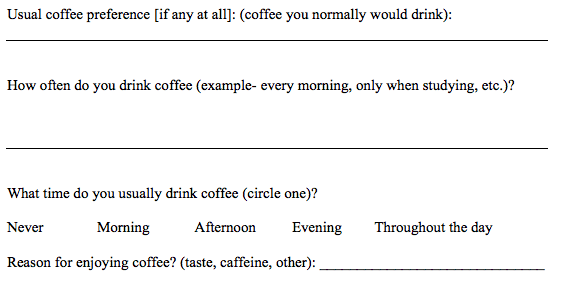 Usual coffee preference [if any at all]: (coffee you normally would drink):
How often do you drink coffee (example- every morning, only when studying, etc.)?
What time do you usually drink coffee (circle one)?
Never Morning Afternoon Evening Throughout the day
Reason for enjoying coffee? (taste, caffeine, other):